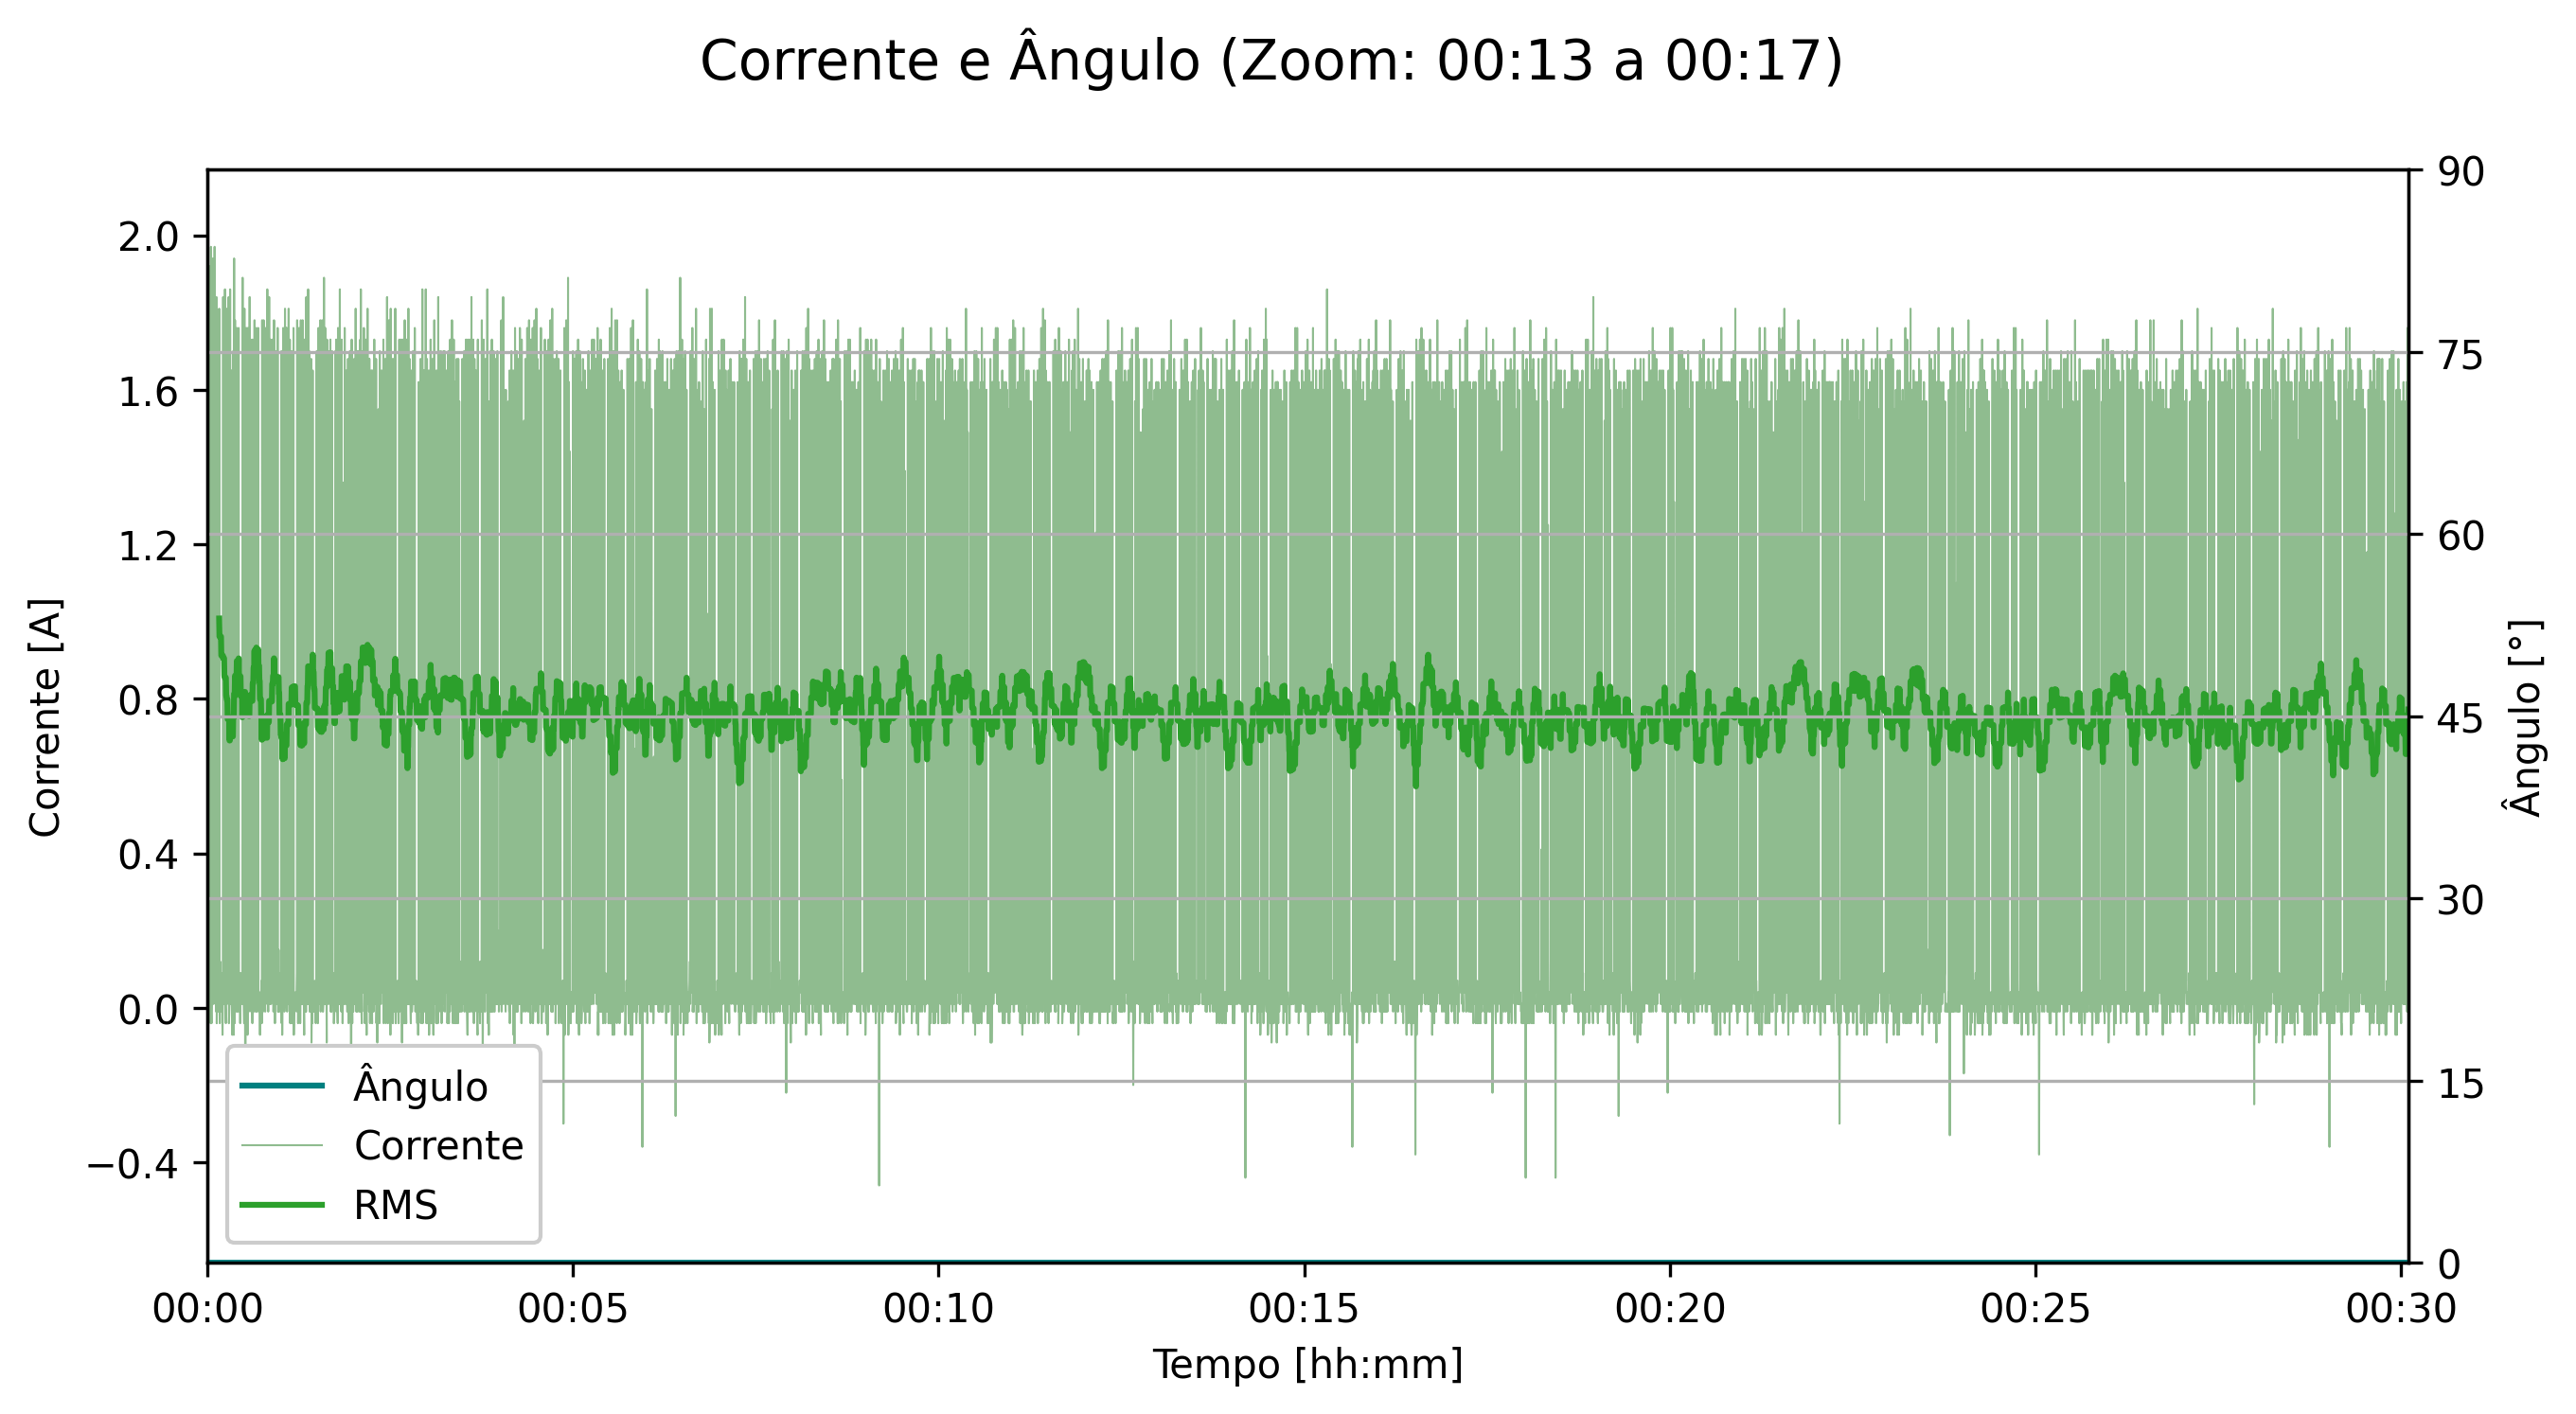 Corrente e Ângulo (Zoom: 00:13 a 00:17)
Corrente [A]
2.0
1.6
1.2
0.8
0.4
0.0
−0.4
90
75
60
45
30
15
0
Ângulo [°]
Ângulo
Corrente
RMS
00:00 00:05 00:10 00:15 00:20 00:25 00:30
Tempo [hh:mm]